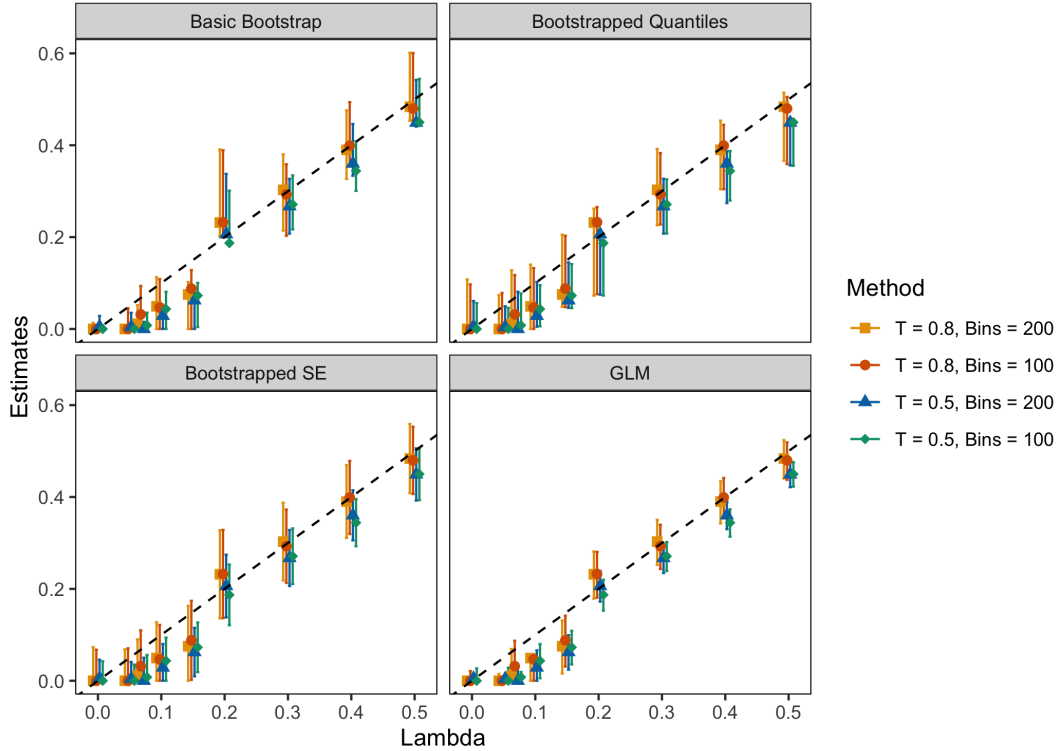 Basic Bootstrap
Bootstrapped Quantiles
0.6
0.4
0.2
0.0
Bootstrapped SE
GLM
0.6
0.4
0.2
0.0
0.0 0.1 0.2 0.3 0.4 0.5
0.0 0.1 0.2 0.3 0.4 0.5
Lambda
Estimates
Method
T = 0.8, Bins = 200
T = 0.8, Bins = 100
T = 0.5, Bins = 200
T = 0.5, Bins = 100